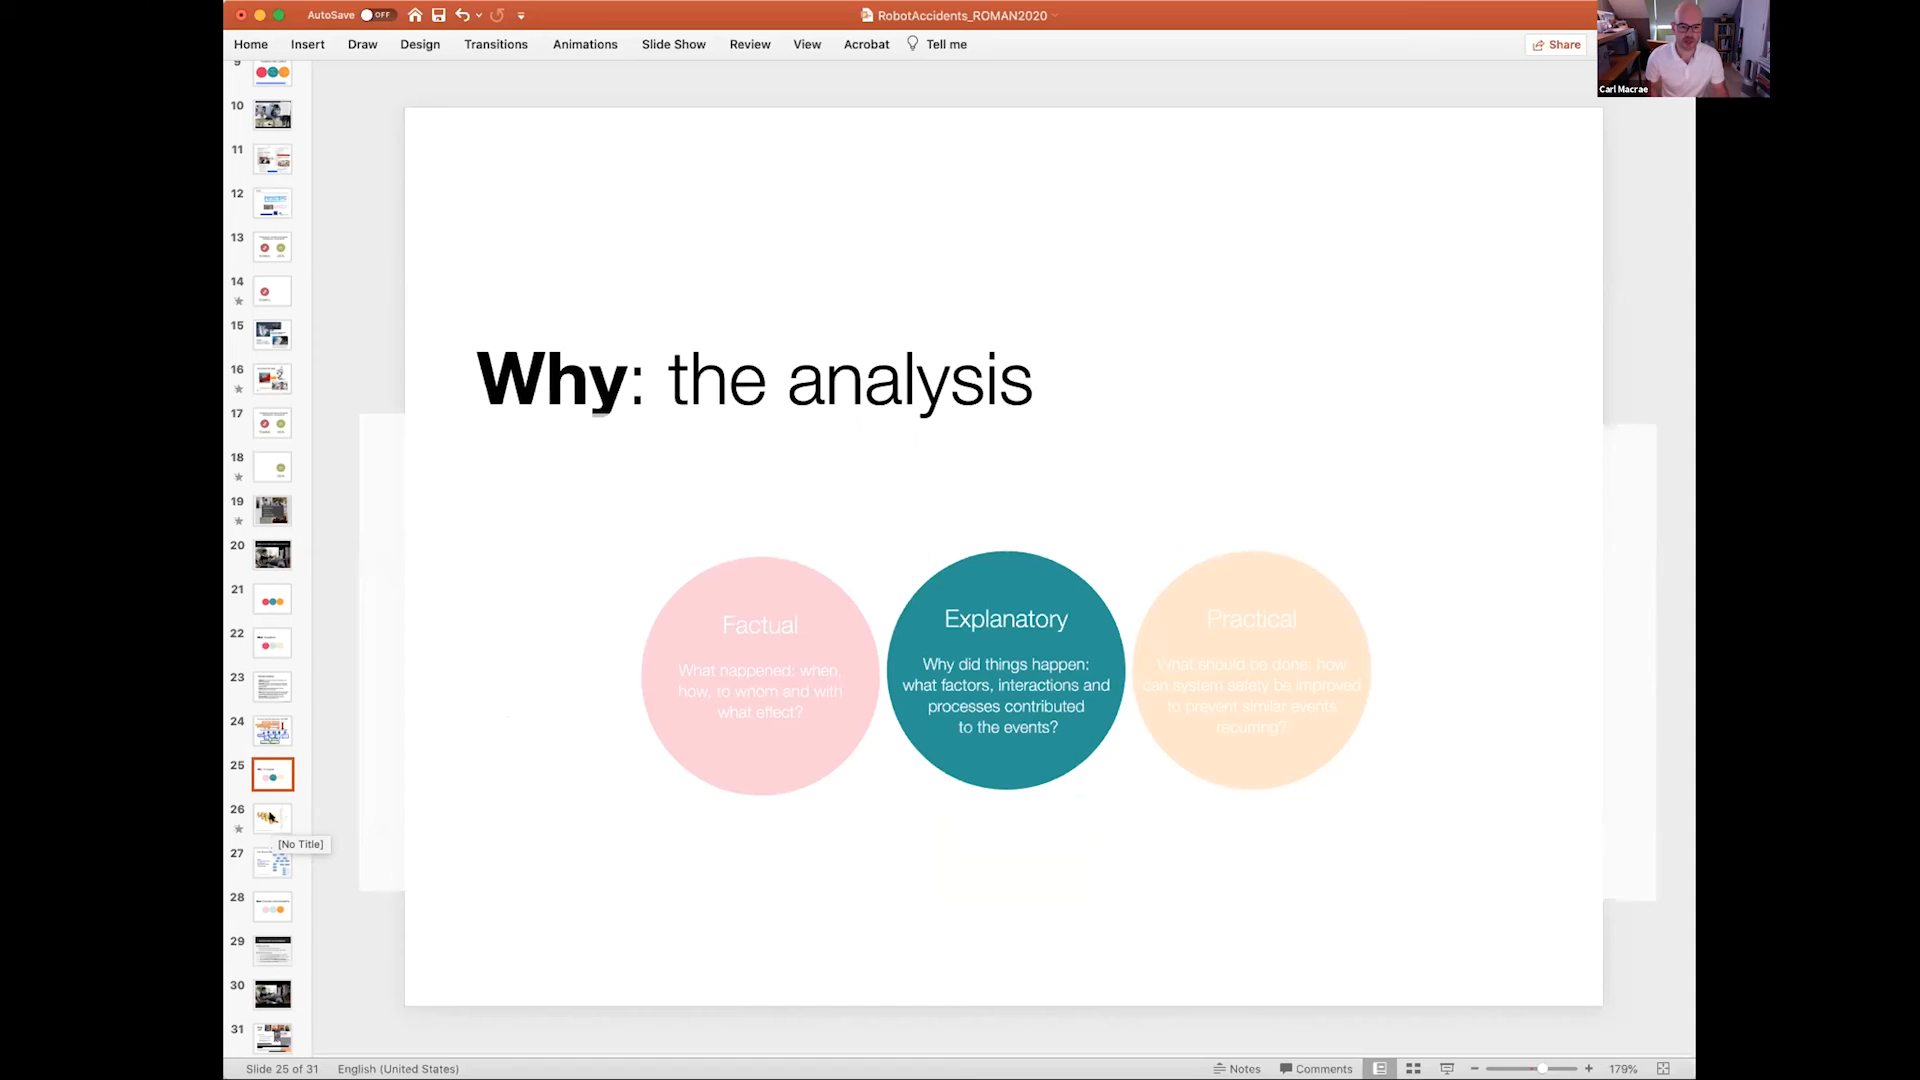 AutoSave OFF
RobotAccidents_ROMAN2020
Home Insert Draw Design Transitions Animations Slide Show Review View Acrobat Tell me
Share
Carl Macrae
9
10
11
12
13
14
15
16
17
18
19
20
21
22
23
24
25
26
27
28
29
30
31
[No Title]
Why: the analysis
Factual
What happened: when,
how, to whom and with
what effect?
Explanatory
Why did things happen:
what factors, interactions and
processes contributed
to the events?
Practical
What should be done: how
can system safety be improved
to prevent similar events
recurring?
Slide 25 of 31 English (United States)
Notes Comments 179%